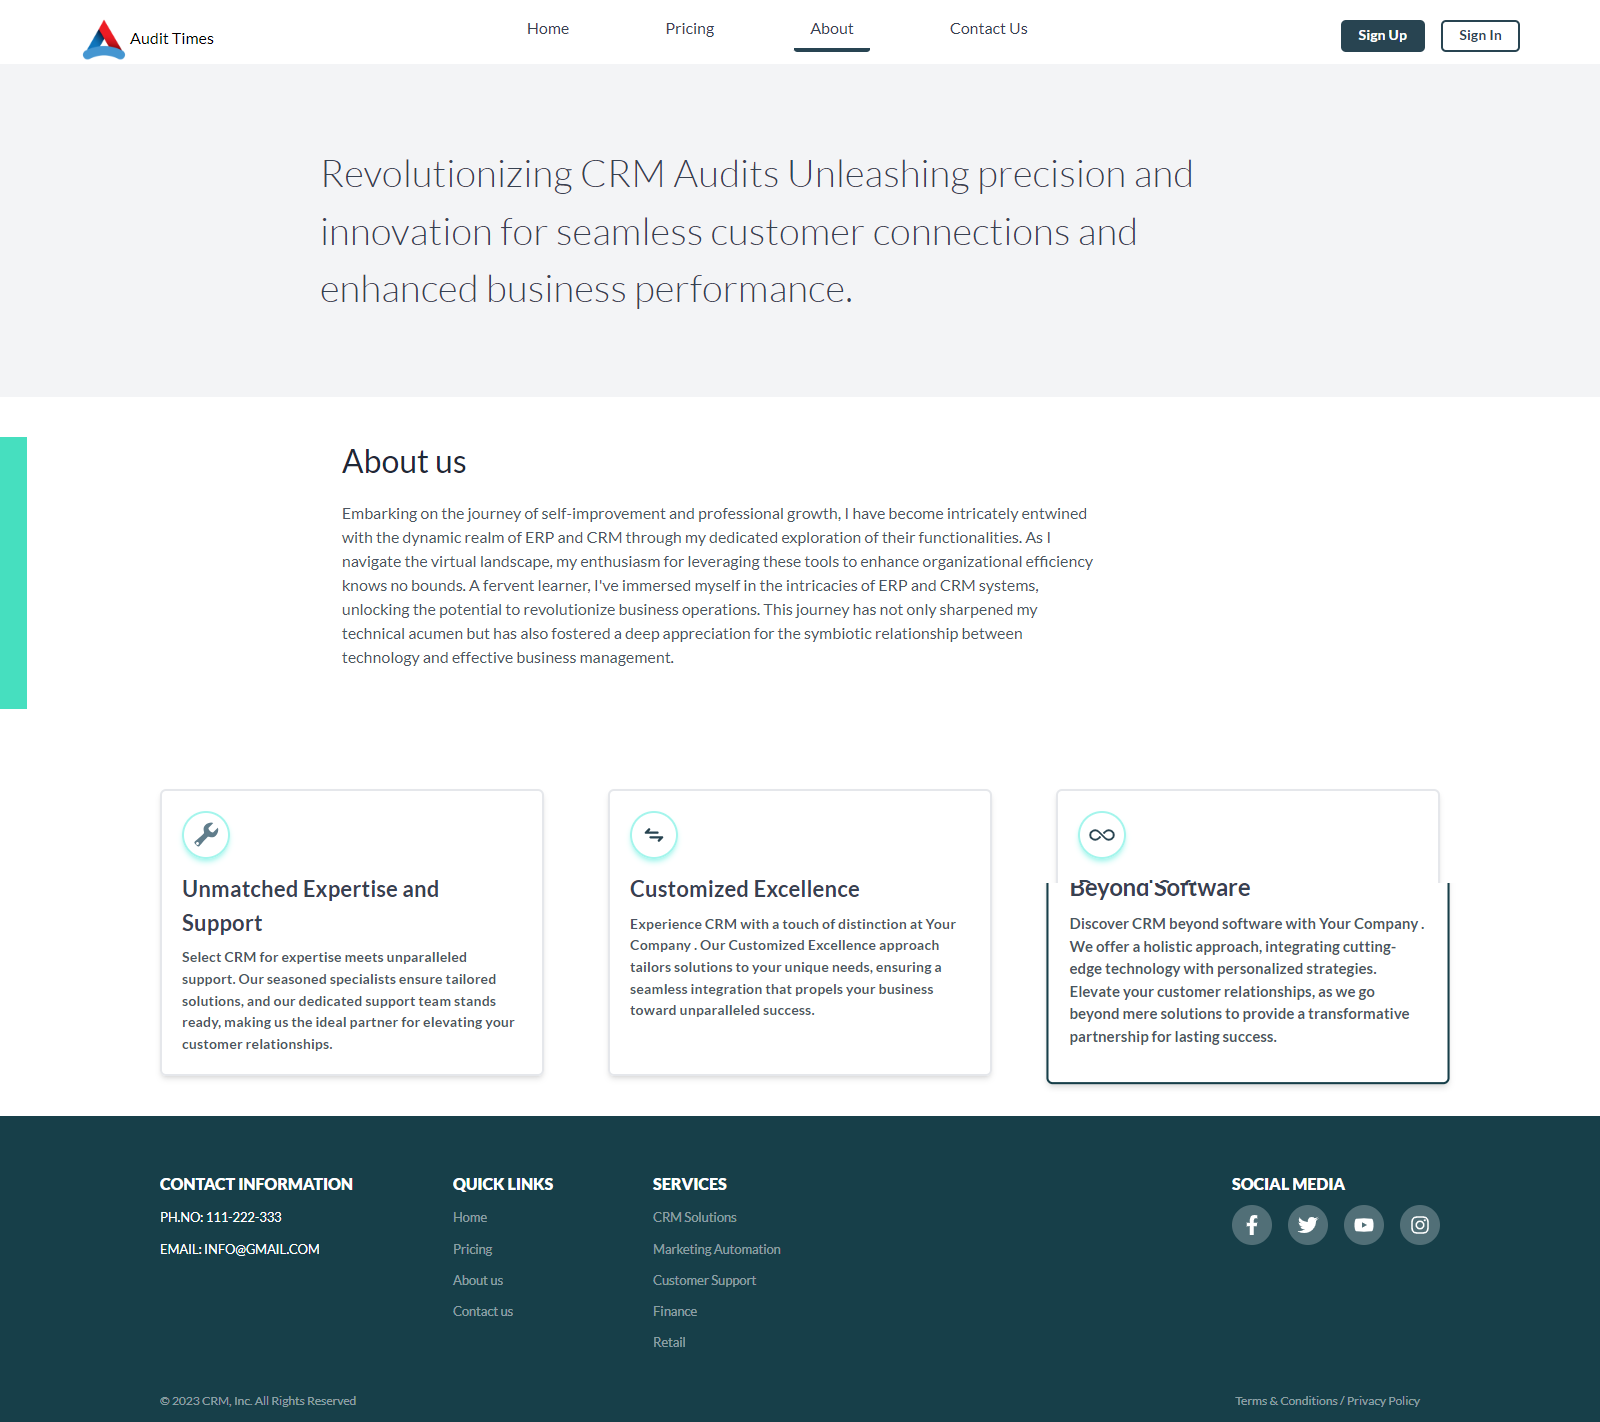 Audit Times
Home
Pricing
About
Contact Us
Sign Up
Sign In
Revolutionizing CRM Audits Unleashing precision and
innovation for seamless customer connections and
enhanced business performance.
About us
Embarking on the journey of self-improvement and professional growth, I have become intricately entwined
with the dynamic realm of ERP and CRM through my dedicated exploration of their functionalities. As I
navigate the virtual landscape, my enthusiasm for leveraging these tools to enhance organizational efficiency
knows no bounds. A fervent learner, I've immersed myself in the intricacies of ERP and CRM systems,
unlocking the potential to revolutionize business operations. This journey has not only sharpened my
technical acumen but has also fostered a deep appreciation for the symbiotic relationship between
technology and effective business management.
Unmatched Expertise and
Support
Select CRM for expertise meets unparalleled
support. Our seasoned specialists ensure tailored
solutions, and our dedicated support team stands
ready, making us the ideal partner for elevating your
customer relationships.
Customized Excellence
Experience CRM with a touch of distinction at Your
Company . Our Customized Excellence approach
tailors solutions to your unique needs, ensuring a
seamless integration that propels your business
toward unparalleled success.
Beyond Software
Discover CRM beyond software with Your Company .
We offer a holistic approach, integrating cutting-
edge technology with personalized strategies.
Elevate your customer relationships, as we go
beyond mere solutions to provide a transformative
partnership for lasting success.
CONTACT INFORMATION
PH.NO: 111-222-333
EMAIL: INFO@GMAIL.COM
QUICK LINKS
Home
Pricing
About us
Contact us
SERVICES
CRM Solutions
Marketing Automation
Customer Support
Finance
Retail
SOCIAL MEDIA
© 2023 CRM, Inc. All Rights Reserved
Terms & Conditions / Privacy Policy